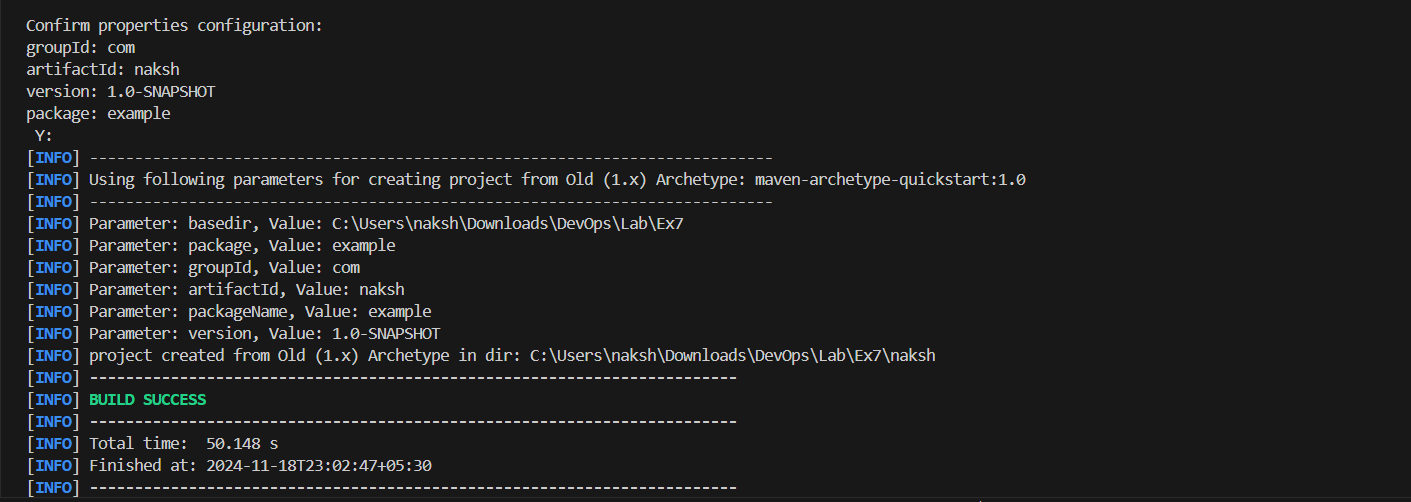 Confirm properties configuration:
groupId: com
artifactId: naksh
version: 1.0-SNAPSHOT
package: example
 Y:
[INFO] ----------------------------------------------------------------------------
[INFO] Using following parameters for creating project from Old (1.x) Archetype: maven-archetype-quickstart:1.0
[INFO] ----------------------------------------------------------------------------
[INFO] Parameter: basedir, Value: C:\Users\naksh\Downloads\DevOps\Lab\Ex7
[INFO] Parameter: package, Value: example
[INFO] Parameter: groupId, Value: com
[INFO] Parameter: artifactId, Value: naksh
[INFO] Parameter: packageName, Value: example
[INFO] Parameter: version, Value: 1.0-SNAPSHOT
[INFO] project created from Old (1.x) Archetype in dir: C:\Users\naksh\Downloads\DevOps\Lab\Ex7\naksh
[INFO] ------------------------------------------------------------------------
[INFO] BUILD SUCCESS
[INFO] ------------------------------------------------------------------------
[INFO] Total time:  50.148 s
[INFO] Finished at: 2024-11-18T23:02:47+05:30
[INFO] ------------------------------------------------------------------------